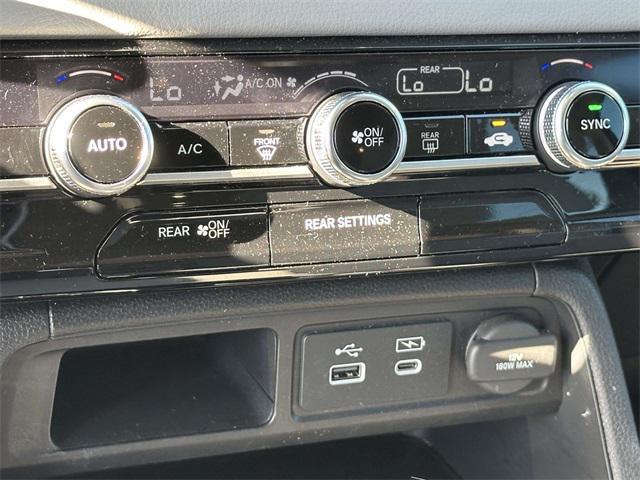 Lo
A/C ON
REAR
Lo
Lo
AUTO
A/C
FRONT
ON/
OFF
REAR
SYNC
REAR
ON/
OFF
REAR SETTINGS
12V
180W MAX